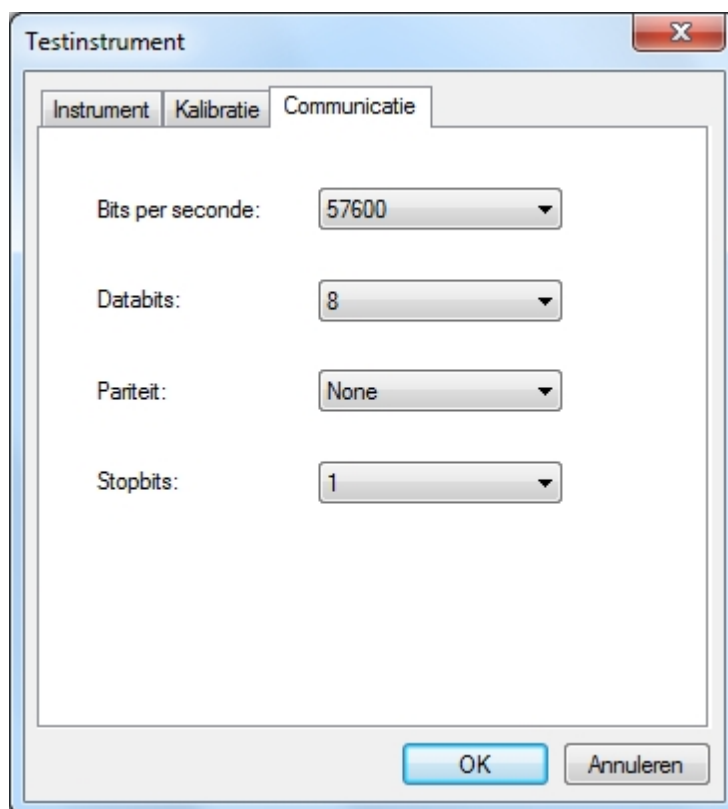 Testinstrument
Instrument Kalibratie Communicatie
Bits per seconde: 57600
Databits: 8
Pariteit: None
Stopbits: 1
OK Annuleren